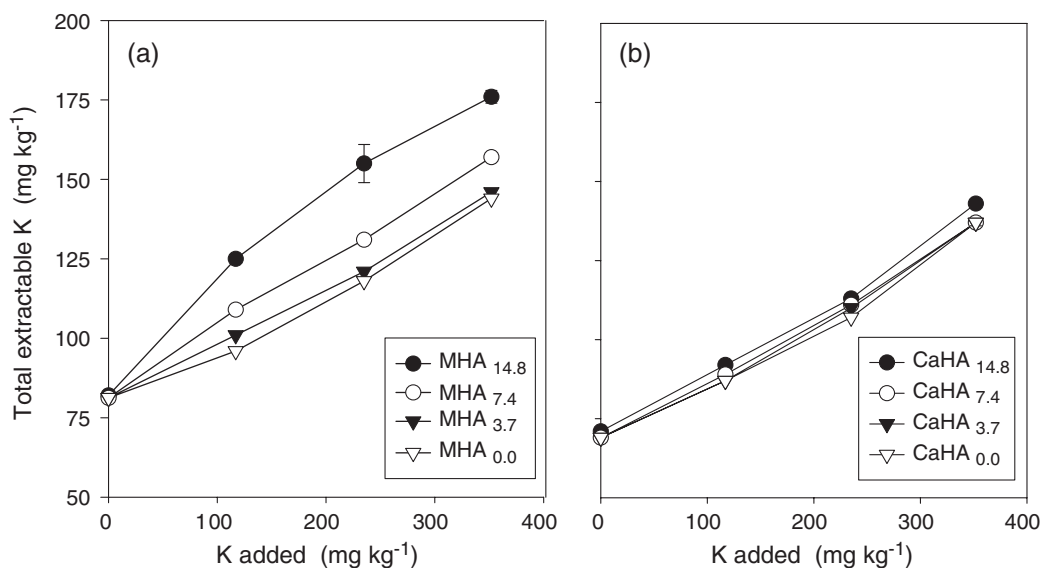 (a)
Total extractable K (mg kg-1)
200
175
150
125
100
75
50
MHA 14.8
MHA 7.4
MHA 3.7
MHA 0.0
0 100 200 300 400
K added (mg kg-1)
(b)
CaHA 14.8
CaHA 7.4
CaHA 3.7
CaHA 0.0
0 100 200 300 400
K added (mg kg-1)